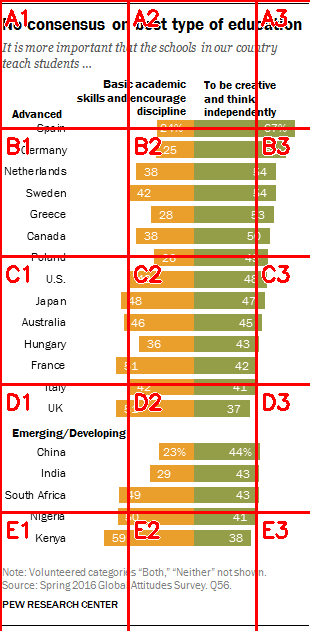 No consensus on best type of education
It is more important that the schools in our country
teach students ...
Basic academic skills and encourage discipline
To be creative and think independently
Advanced
Spain 24% 67%
Germany 25
Netherlands 38 54
Sweden 42 54
Greece 28 53
Canada 38 50
Poland 28
U.S. 48
Japan 48 47
Australia 46 45
Hungary 36 43
France 51 42
Italy 42 41
UK 37
Emerging/Developing
China 23% 44%
India 29 43
South Africa 49 43
Nigeria 41
Kenya 59 38
Note: Volunteered categories “Both,” “Neither” not shown.
Source: Spring 2016 Global Attitudes Survey. Q56.
PEW RESEARCH CENTER
A1 A2 A3
B1 B2 B3
C1 C2 C3
D1 D2 D3
E1 E2 E3